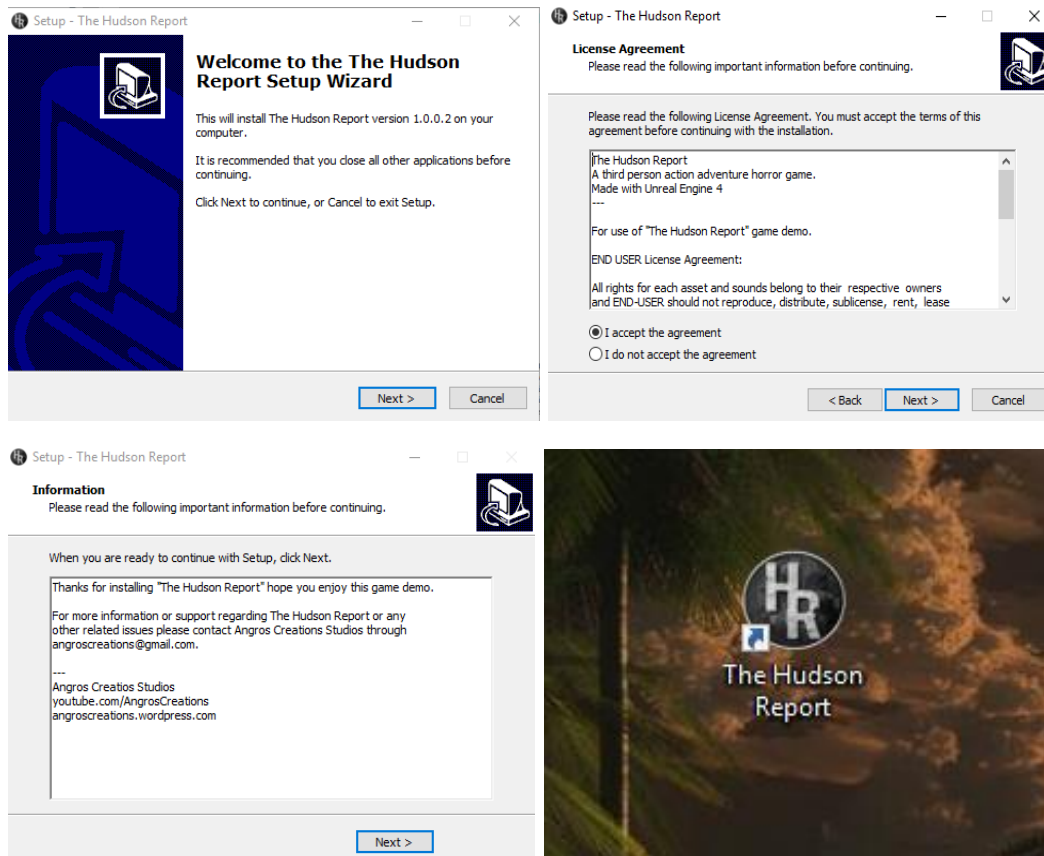 Setup - The Hudson Report
Welcome to the The Hudson
Report Setup Wizard
This will install The Hudson Report version 1.0.0.2 on your
computer.
It is recommended that you close all other applications before
continuing.
Click Next to continue, or Cancel to exit Setup.
Next >
Cancel
Setup - The Hudson Report
License Agreement
Please read the following important information before continuing.
Please read the following License Agreement. You must accept the terms of this
agreement before continuing with the installation.
The Hudson Report
A third person action adventure horror game.
Made with Unreal Engine 4
---
For use of "The Hudson Report" game demo.
END USER License Agreement:
All rights for each asset and sounds belong to their respective owners
and END-USER should not reproduce, distribute, sublicense, rent, lease
I accept the agreement
I do not accept the agreement
< Back
Next >
Cancel
Setup - The Hudson Report
Information
Please read the following important information before continuing.
When you are ready to continue with Setup, click Next.
Thanks for installing "The Hudson Report" hope you enjoy this game demo.
For more information or support regarding The Hudson Report or any
other related issues please contact Angros Creations Studios through
angroscreations@gmail.com.
---
Angros Creatios Studios
youtube.com/AngrosCreations
angroscreations.wordpress.com
Next >
HR
The Hudson
Report